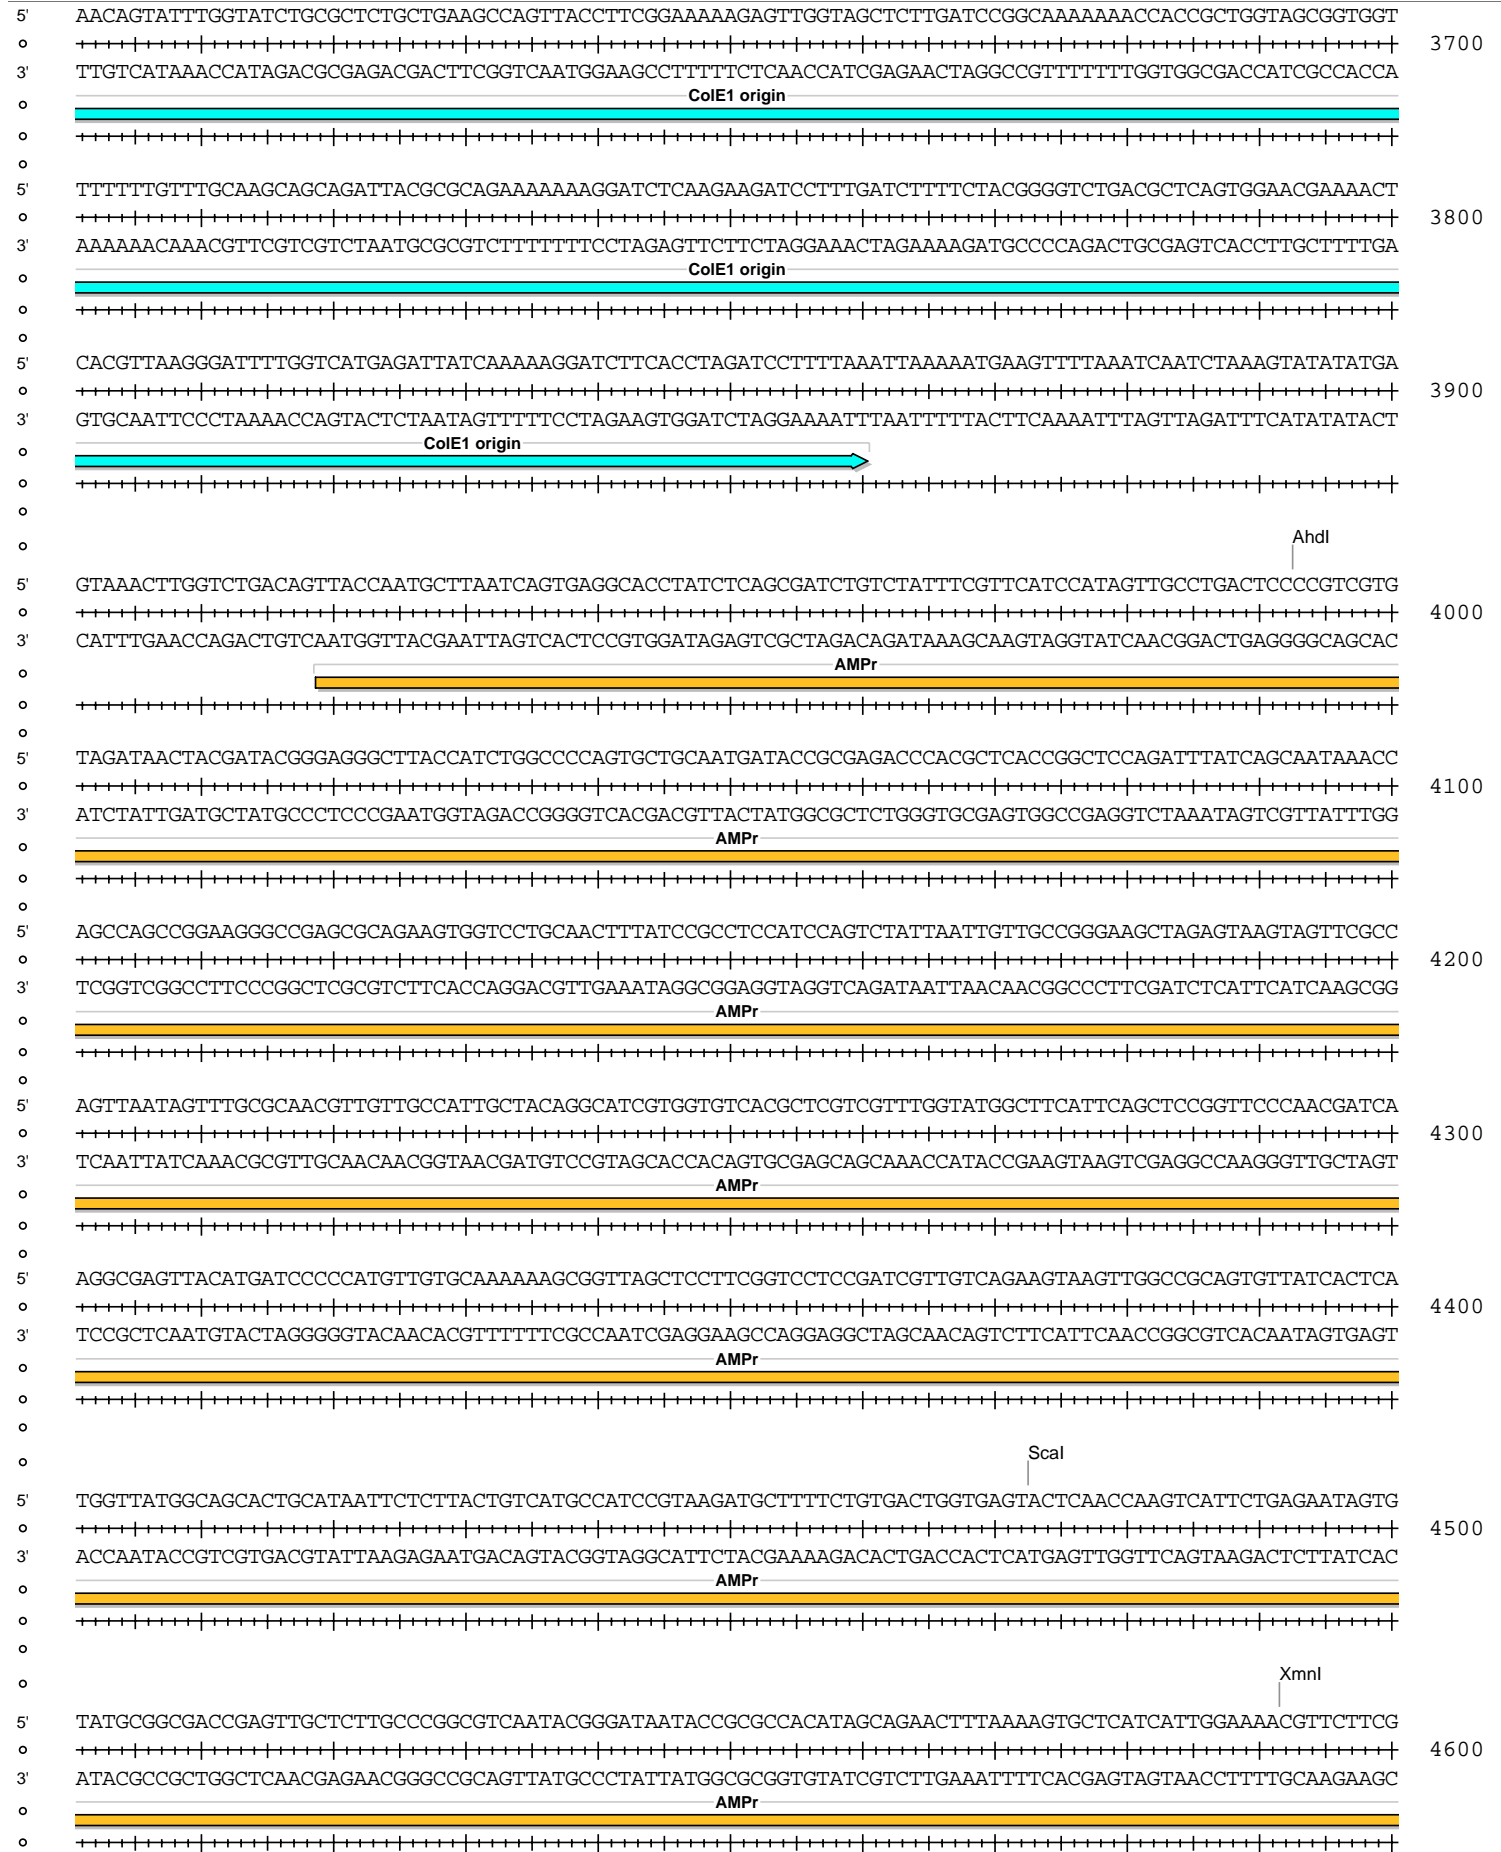 5' AACAGTATTTGGTATCTGCGCTCTGCTGAAGCCAGTTACCTTCGGAAAAAGAGTTGGTAGCTCTTGATCCGGCAAAAAAACCACCGCTGGTAGCGGTGGT
3700
3' TTGTCATAAACCATAGACGCGAGACGACTTCGGTCAATGGAAGCCTTTTTCTCAACCATCGAGAACTAGGCCGTTTTTTTGGTGGCGACCATCGCCACCA
ColE1 origin
5' TTTTTTGTTTGCAAGCAGCAGATTACGCGCAGAAAAAAAGGATCTCAAGAAGATCCTTTGATCTTTTCTACGGGGTCTGACGCTCAGTGGAACGAAAACT
3800
3' AAAAAACAAACGTTCGTCGTCTAATGCGCGTCTTTTTTTCCTAGAGTTCTTCTAGGAAACTAGAAAAGATGCCCCAGACTGCGAGTCACCTTGCTTTTGA
ColE1 origin
5' CACGTTAAGGGATTTTGGTCATGAGATTATCAAAAAGGATCTTCACCTAGATCCTTTTAAATTAAAAATGAAGTTTTAAATCAATCTAAAGTATATATGA
3900
3' GTGCAATTCCCTAAAACCAGTACTCTAATAGTTTTTCCTAGAAGTGGATCTAGGAAAATTTAATTTTTACTTCAAAATTTAGTTAGATTTCATATATACT
ColE1 origin
AhdI
5' GTAAACTTGGTCTGACAGTTACCAATGCTTAATCAGTGAGGCACCTATCTCAGCGATCTGTCTATTTCGTTCATCCATAGTTGCCTGACTCCCCGTCGTG
4000
3' CATTTGAACCAGACTGTCAATGGTTACGAATTAGTCACTCCGTGGATAGAGTCGCTAGACAGATAAAGCAAGTAGGTATCAACGGACTGAGGGGCAGCAC
AMPr
5' TAGATAACTACGATACGGGAGGGCTTACCATCTGGCCCCAGTGCTGCAATGATACCGCGAGACCCACGCTCACCGGCTCCAGATTTATCAGCAATAAACC
4100
3' ATCTATTGATGCTATGCCCTCCCGAATGGTAGACCGGGGTCACGACGTTACTATGGCGCTCTGGGTGCGAGTGGCCGAGGTCTAAATAGTCGTTATTTGG
AMPr
5' AGCCAGCCGGAAGGGCCGAGCGCAGAAGTGGTCCTGCAACTTTATCCGCCTCCATCCAGTCTATTAATTGTTGCCGGGAAGCTAGAGTAAGTAGTTCGCC
4200
3' TCGGTCGGCCTTCCCGGCTCGCGTCTTCACCAGGACGTTGAAATAGGCGGAGGTAGGTCAGATAATTAACAACGGCCCTTCGATCTCATTCATCAAGCGG
AMPr
5' AGTTAATAGTTTGCGCAACGTTGTTGCCATTGCTACAGGCATCGTGGTGTCACGCTCGTCGTTTGGTATGGCTTCATTCAGCTCCGGTTCCCAACGATCA
4300
3' TCAATTATCAAACGCGTTGCAACAACGGTAACGATGTCCGTAGCACCACAGTGCGAGCAGCAAACCATACCGAAGTAAGTCGAGGCCAAGGGTTGCTAGT
AMPr
5' AGGCGAGTTACATGATCCCCCATGTTGTGCAAAAAAGCGGTTAGCTCCTTCGGTCCTCCGATCGTTGTCAGAAGTAAGTTGGCCGCAGTGTTATCACTCA
4400
3' TCCGCTCAATGTACTAGGGGGTACAACACGTTTTTTCGCCAATCGAGGAAGCCAGGAGGCTAGCAACAGTCTTCATTCAACCGGCGTCACAATAGTGAGT
AMPr
ScaI
5' TGGTTATGGCAGCACTGCATAATTCTCTTACTGTCATGCCATCCGTAAGATGCTTTTCTGTGACTGGTGAGTACTCAACCAAGTCATTCTGAGAATAGTG
4500
3' ACCAATACCGTCGTGACGTATTAAGAGAATGACAGTACGGTAGGCATTCTACGAAAAGACACTGACCACTCATGAGTTGGTTCAGTAAGACTCTTATCAC
AMPr
XmnI
5' TATGCGGCGACCGAGTTGCTCTTGCCCGGCGTCAATACGGGATAATACCGCGCCACATAGCAGAACTTTAAAAGTGCTCATCATTGGAAAACGTTCTTCG
4600
3' ATACGCCGCTGGCTCAACGAGAACGGGCCGCAGTTATGCCCTATTATGGCGCGGTGTATCGTCTTGAAATTTTCACGAGTAGTAACCTTTTGCAAGAAGC
AMPr